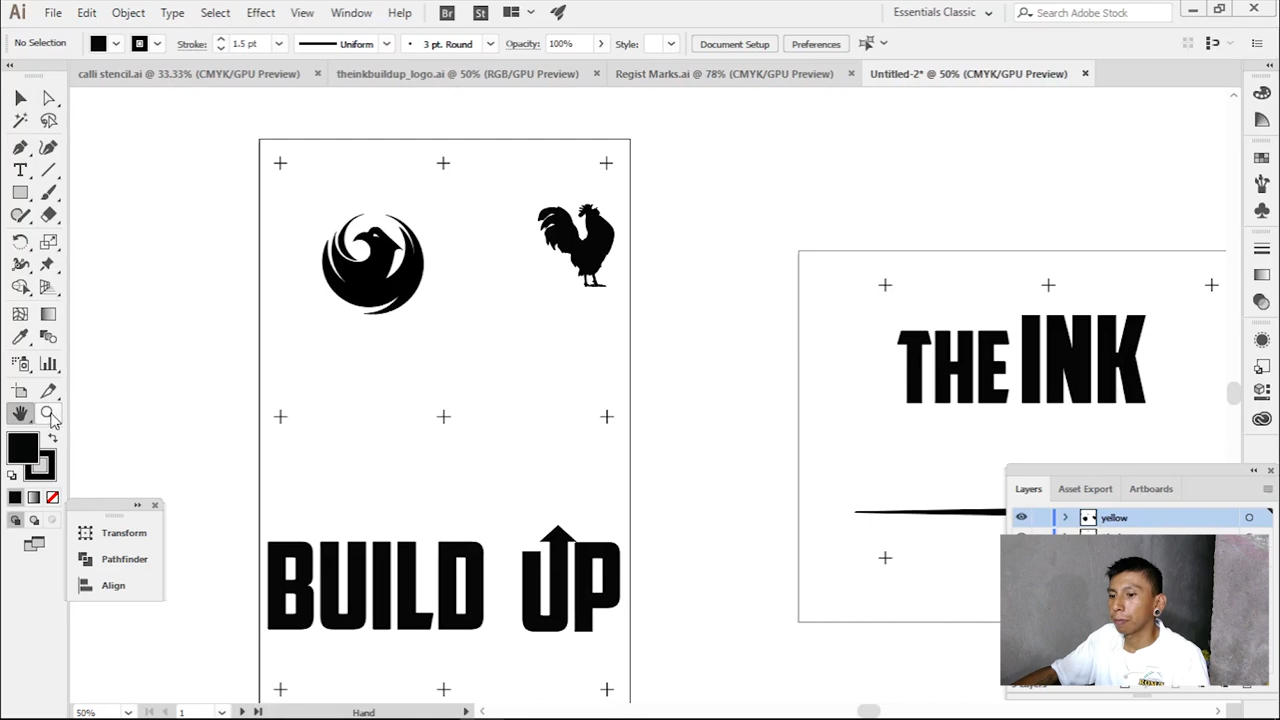 Ai File Edit Object Type Select Effect View Window Help Br St Essentials Classic Search Adobe Stock
No Selection Stroke: 1.5 pt Uniform 3 pt. Round Opacity: 100% Style: Document Setup Preferences
calli stencil.ai @ 33.33% (CMYK/GPU Preview) theinkbuildup_logo.ai @ 50% (RGB/GPU Preview) Regist Marks.ai @ 78% (CMYK/GPU Preview) Untitled-2* @ 50% (CMYK/GPU Preview)
THE INK
BUILD UP
Transform
Pathfinder
Align
Layers Asset Export Artboards
yellow
50% 1 Hand